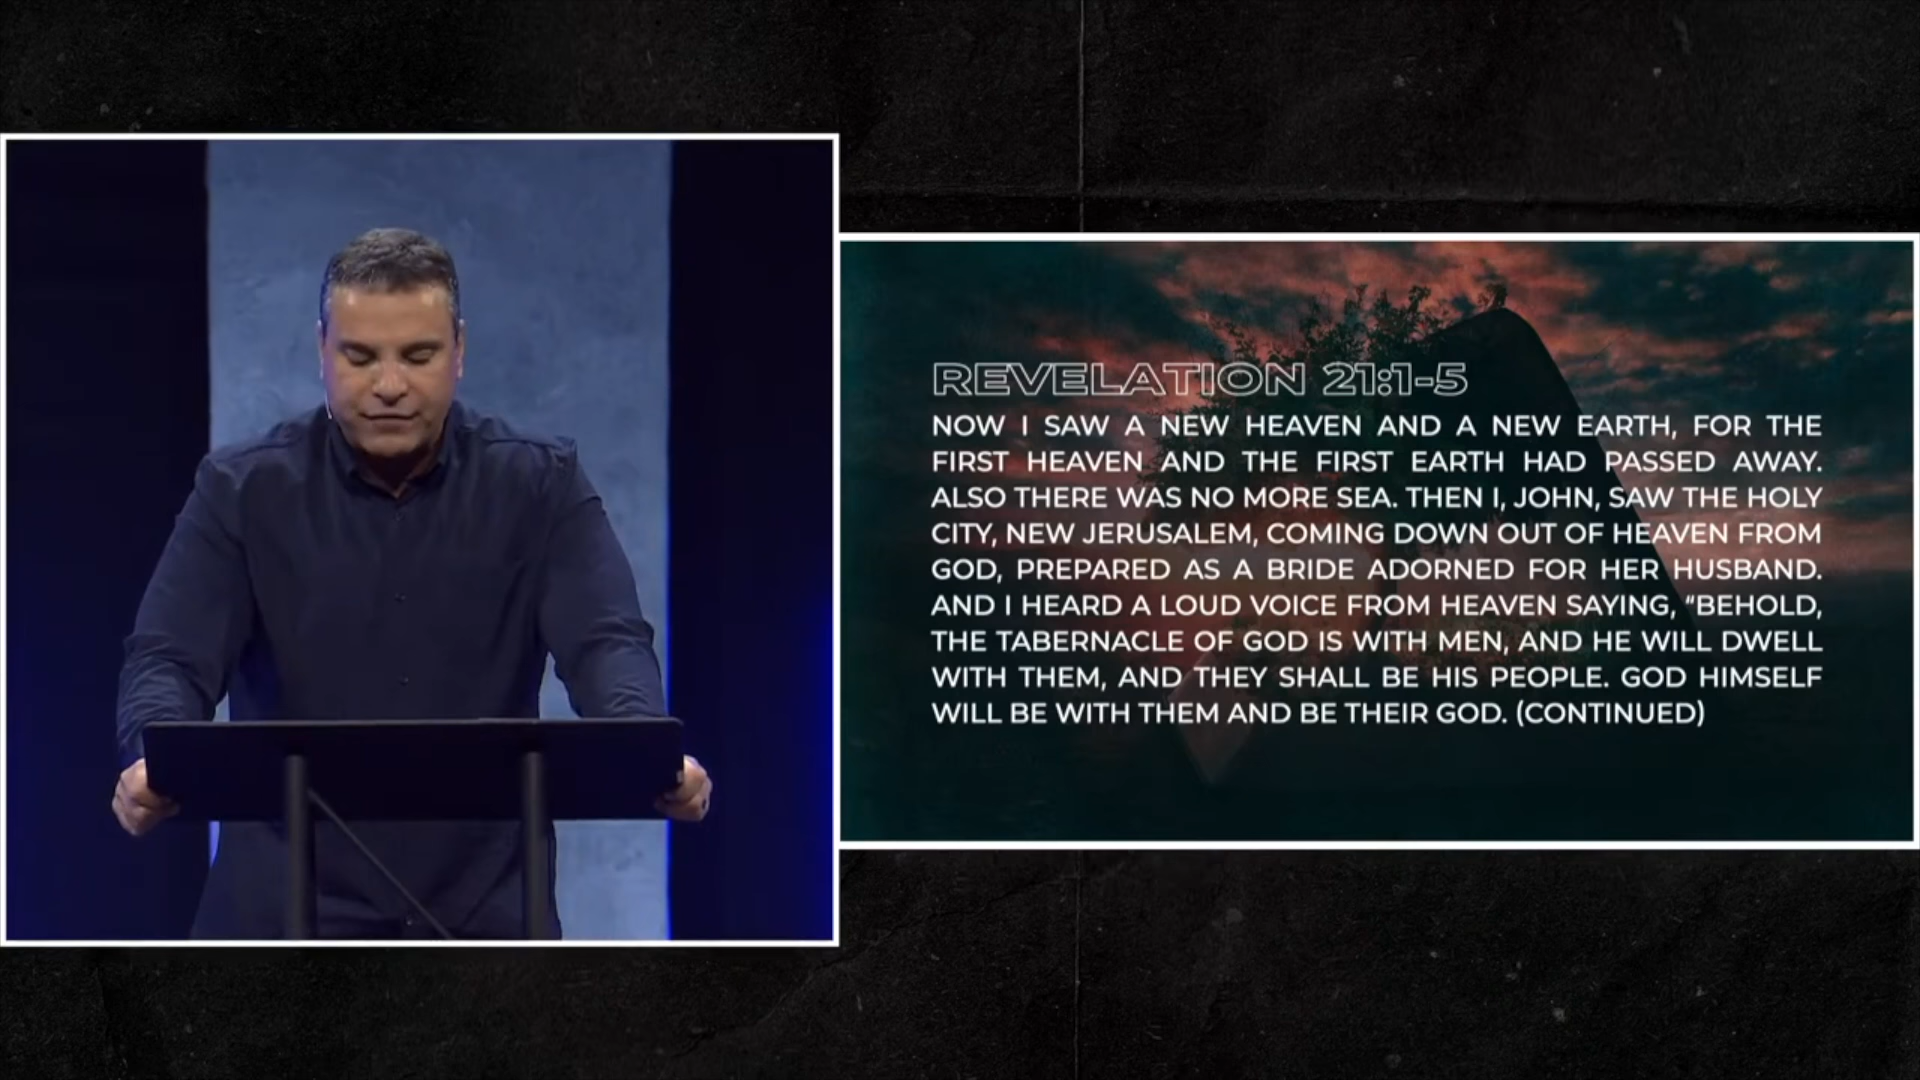 REVELATION 21:1-5
NOW I SAW A NEW HEAVEN AND A NEW EARTH, FOR THE
FIRST HEAVEN AND THE FIRST EARTH HAD PASSED AWAY.
ALSO THERE WAS NO MORE SEA. THEN I, JOHN, SAW THE HOLY
CITY, NEW JERUSALEM, COMING DOWN OUT OF HEAVEN FROM
GOD, PREPARED AS A BRIDE ADORNED FOR HER HUSBAND.
AND I HEARD A LOUD VOICE FROM HEAVEN SAYING, “BEHOLD,
THE TABERNACLE OF GOD IS WITH MEN, AND HE WILL DWELL
WITH THEM, AND THEY SHALL BE HIS PEOPLE. GOD HIMSELF
WILL BE WITH THEM AND BE THEIR GOD. (CONTINUED)